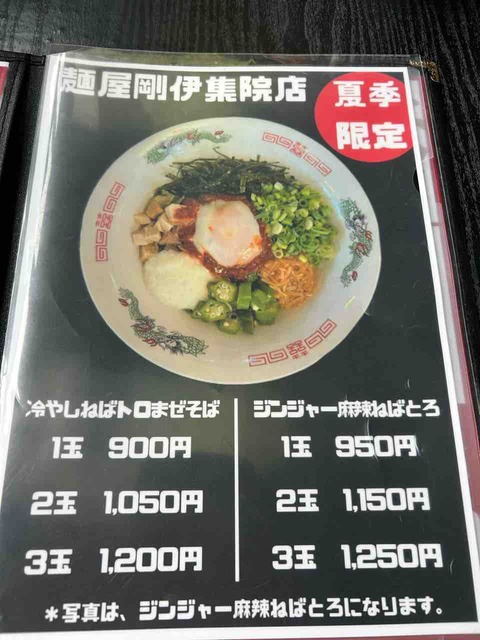 麺屋剛伊集院店
夏季
限定
冷やしねばトロまぜそば
1玉 900円
2玉 1,050円
3玉 1,200円
ジンジャー麻辣ねばとろ
1玉 950円
2玉 1,150円
3玉 1,250円
*写真は、ジンジャー麻辣ねばとろになります。